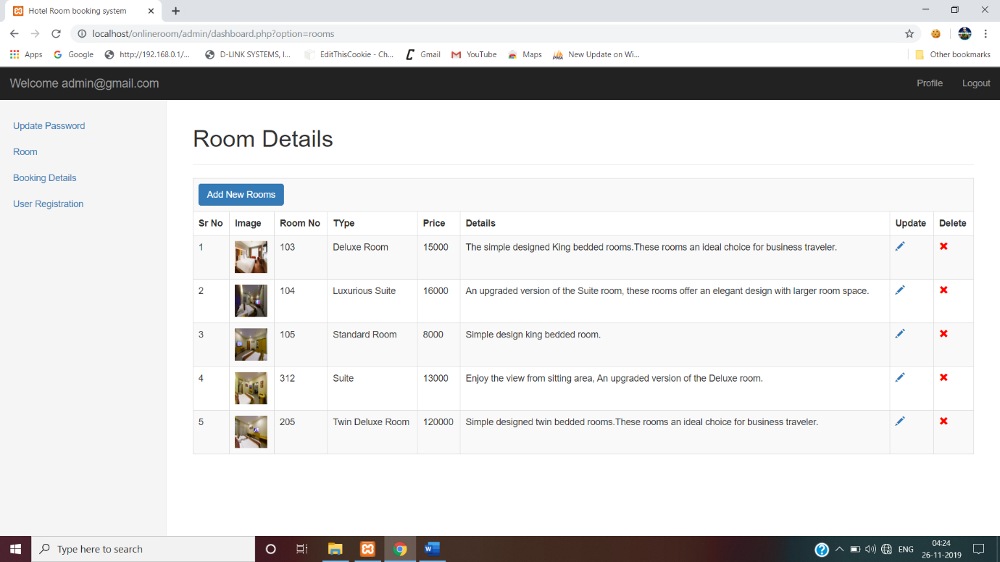 Hotel Room booking system
localhost/onlineroom/admin/dashboard.php?option=rooms
Apps Google http://192.168.0.1/... D-LINK SYSTEMS, I... EditThisCookie - Ch... Gmail YouTube Maps New Update on Wi... Other bookmarks
Welcome admin@gmail.com Profile Logout
Update Password
Room
Booking Details
User Registration
Room Details
Add New Rooms
Sr No Image Room No TYpe Price Details Update Delete
1 103 Deluxe Room 15000 The simple designed King bedded rooms.These rooms an ideal choice for business traveler.
2 104 Luxurious Suite 16000 An upgraded version of the Suite room, these rooms offer an elegant design with larger room space.
3 105 Standard Room 8000 Simple design king bedded room.
4 312 Suite 13000 Enjoy the view from sitting area, An upgraded version of the Deluxe room.
5 205 Twin Deluxe Room 120000 Simple designed twin bedded rooms.These rooms an ideal choice for business traveler.
Type here to search
ENG
04:24
26-11-2019